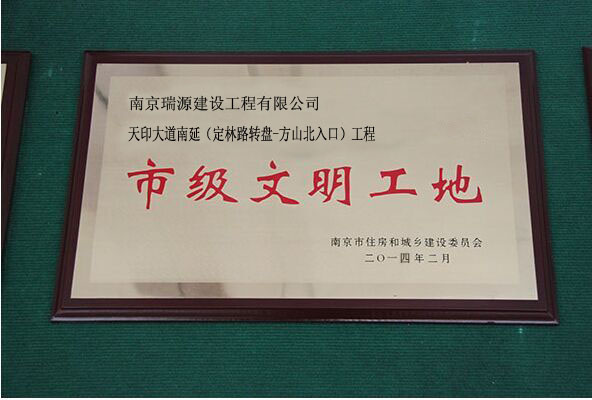 南京瑞源建设工程有限公司
天印大道南延（定林路转盘-方山北入口）工程
市级文明工地
南京市住房和城乡建设委员会
二〇一四年二月